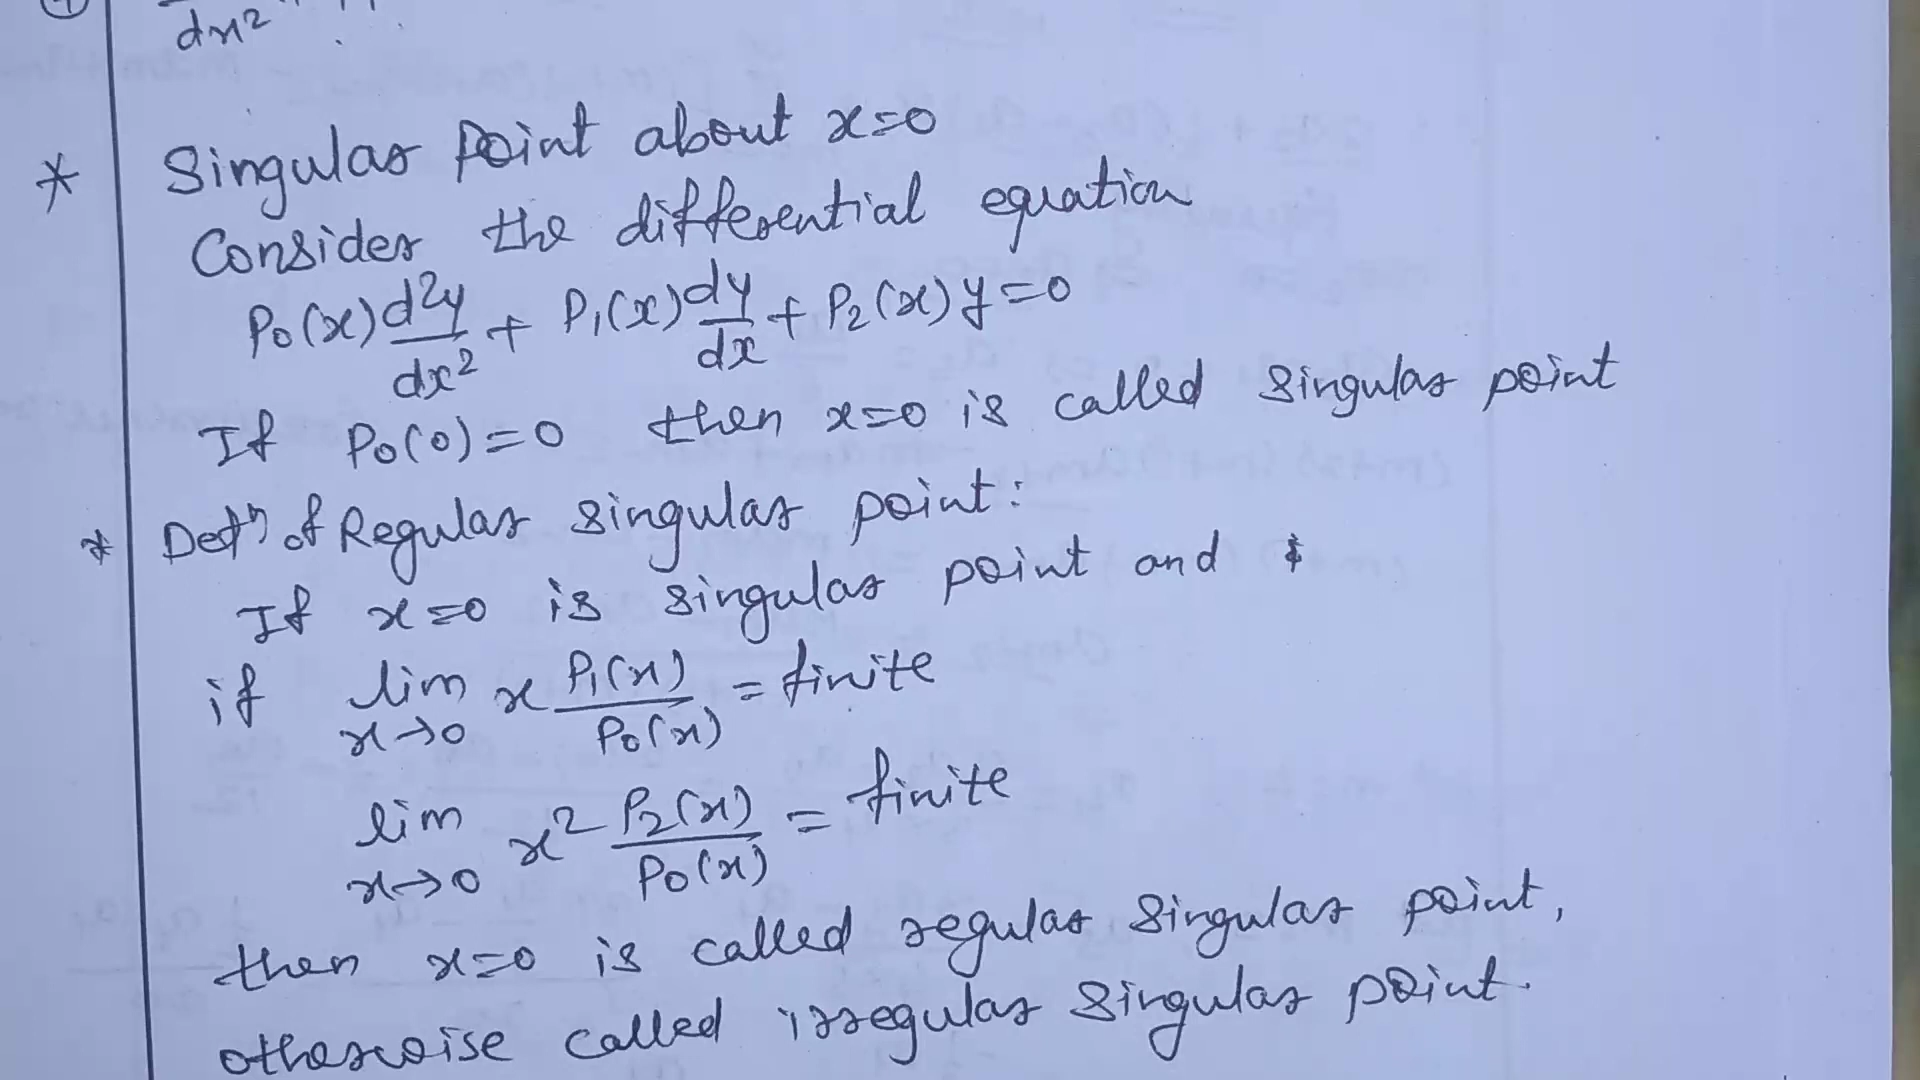 dx²
* Singular point about x=0
Consider the differential equation
P₀(x) d²y/dx² + P₁(x) dy/dx + P₂(x) y = 0
If P₀(0)=0 then x=0 is called singular point
* Defⁿ of Regular singular point:
If x=0 is singular point and
if lim x→0 x P₁(x)/P₀(x) = finite
lim x→0 x² P₂(x)/P₀(x) = finite
then x=0 is called regular singular point,
otherwise called irregular singular point.